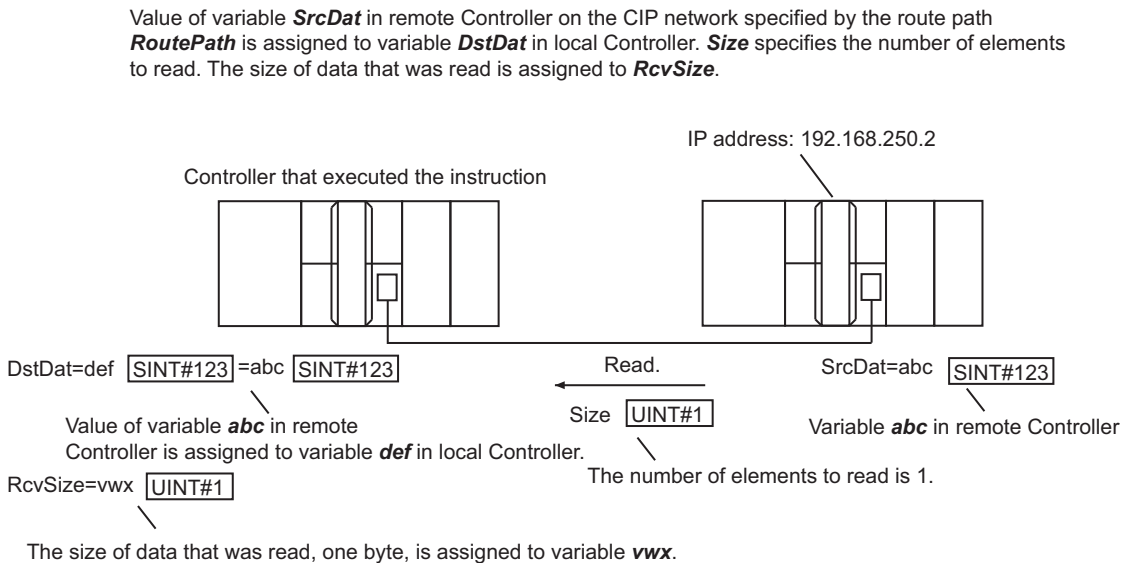 Value of variable SrcDat in remote Controller on the CIP network specified by the route path
RoutePath is assigned to variable DstDat in local Controller. Size specifies the number of elements
to read. The size of data that was read is assigned to RcvSize.
IP address: 192.168.250.2
Controller that executed the instruction
DstDat=def SINT#123 =abc SINT#123
Read.
SrcDat=abc SINT#123
Size UINT#1
Value of variable abc in remote
Controller is assigned to variable def in local Controller.
Variable abc in remote Controller
The number of elements to read is 1.
RcvSize=vwx UINT#1
The size of data that was read, one byte, is assigned to variable vwx.